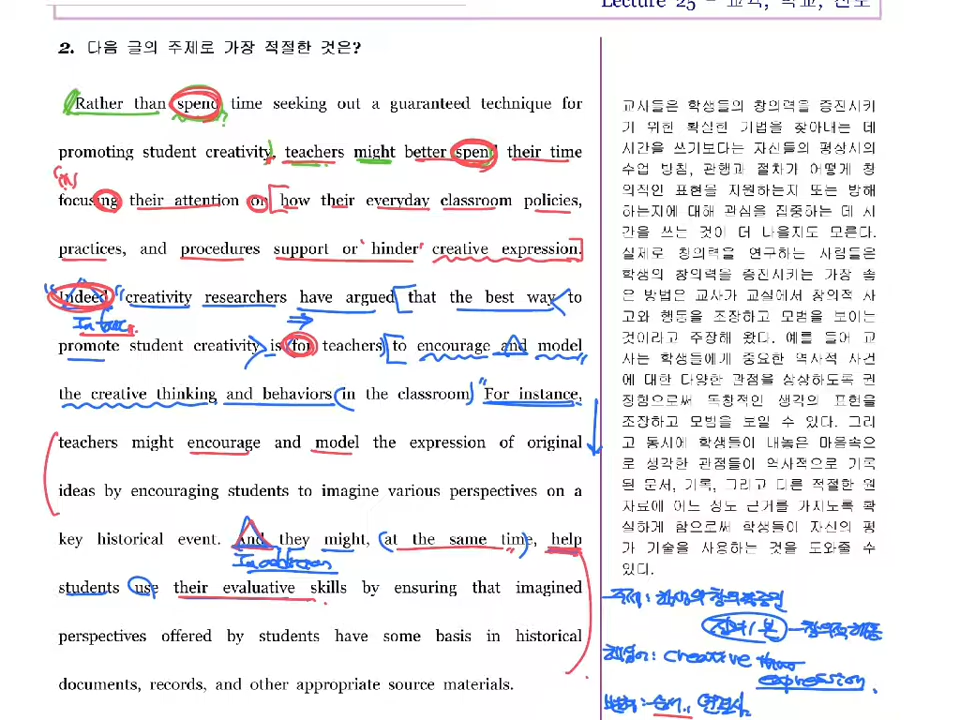 Lecture 25 – 교육, 학교, 진로
2. 다음 글의 주제로 가장 적절한 것은?
Rather than spend time seeking out a guaranteed technique for
promoting student creativity, teachers might better spend their time
in
focusing their attention on how their everyday classroom policies,
practices, and procedures support or hinder creative expression.
Indeed, creativity researchers have argued that the best way to
In fact
promote student creativity is for teachers to encourage and model
the creative thinking and behaviors in the classroom. For instance,
teachers might encourage and model the expression of original
ideas by encouraging students to imagine various perspectives on a
key historical event. And they might, at the same time, help
In addition
students use their evaluative skills by ensuring that imagined
perspectives offered by students have some basis in historical
documents, records, and other appropriate source materials.
교사들은 학생들의 창의력을 증진시키
기 위한 확실한 기법을 찾아내는 데
시간을 쓰기보다는 자신들의 평상시의
수업 방침, 관행과 절차가 어떻게 창
의적인 표현을 지원하는지 또는 방해
하는지에 대해 관심을 집중하는 데 시
간을 쓰는 것이 더 나을지도 모른다.
실제로 창의력을 연구하는 사람들은
학생의 창의력을 증진시키는 가장 좋
은 방법은 교사가 교실에서 창의적 사
고와 행동을 조장하고 모범을 보이는
것이라고 주장해 왔다. 예를 들어 교
사는 학생들에게 중요한 역사적 사건
에 대한 다양한 관점을 상상하도록 권
장함으로써 독창적인 생각의 표현을
조장하고 모범을 보일 수 있다. 그리
고 동시에 학생들이 내놓은 마음속으
로 생각한 관점들이 역사적으로 기록
된 문서, 기록, 그리고 다른 적절한 원
자료에 어느 정도 근거를 가지도록 확
실하게 함으로써 학생들이 자신의 평
가 기술을 사용하는 것을 도와줄 수
있다.
주제: 학생의 창의력증진
장려/본 – 창의적 행동
핵심어: creative
expression.
순서, 연결사